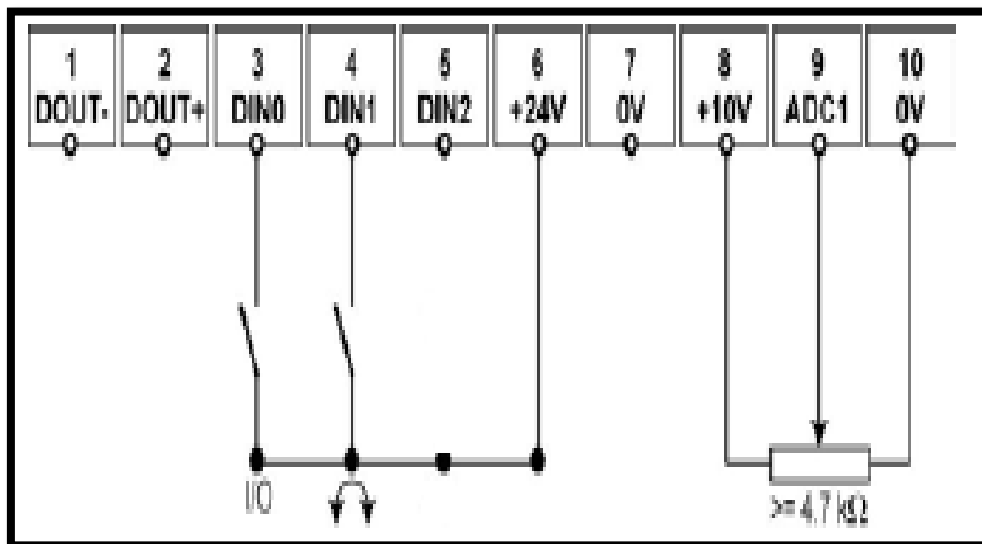 1 2 3 4 5 6 7 8 9 10
DOUT- DOUT+ DIN0 DIN1 DIN2 +24V 0V +10V ADC1 0V
I/O
>= 4.7 kΩ